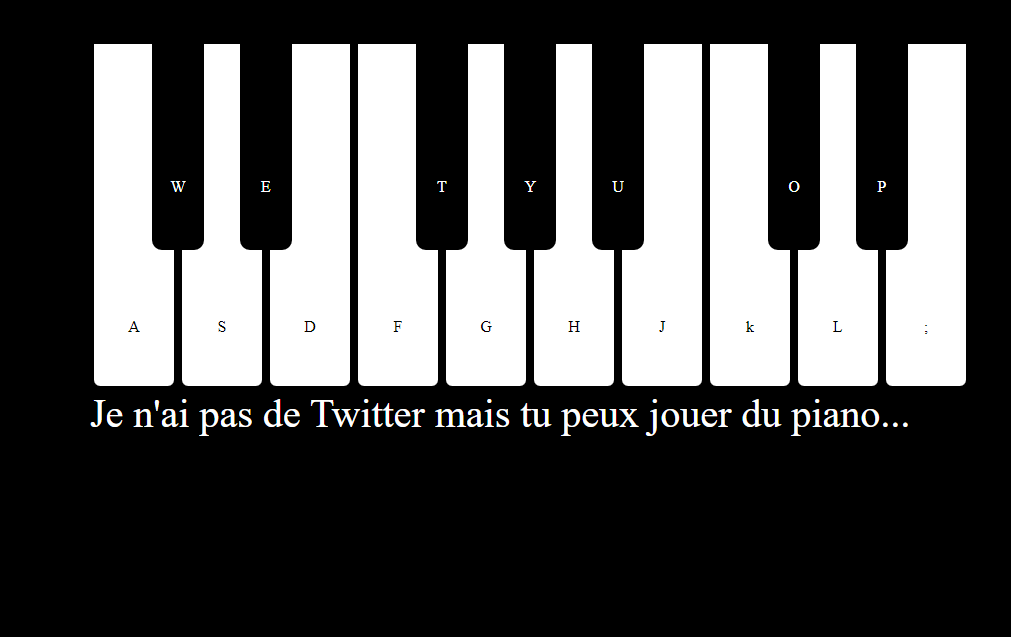 W E T Y U O P
A S D F G H J k L ;
Je n'ai pas de Twitter mais tu peux jouer du piano...